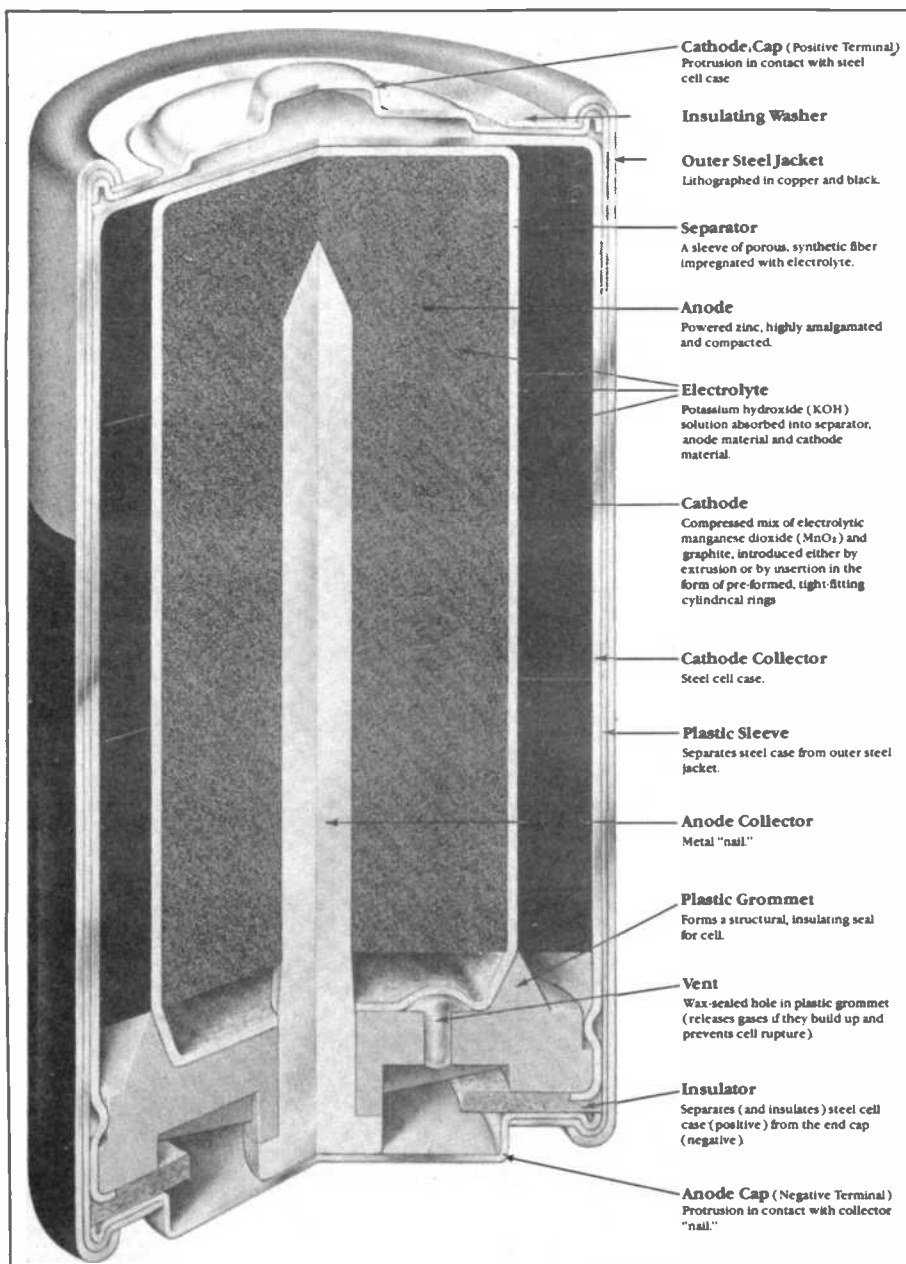 Cathode Cap (Positive Terminal)
Protrusion in contact with steel
cell case
Insulating Washer
Outer Steel Jacket
Lithographed in copper and black.
Separator
A sleeve of porous, synthetic fiber
impregnated with electrolyte.
Anode
Powered zinc, highly amalgamated
and compacted.
Electrolyte
Potassium hydroxide (KOH)
solution absorbed into separator,
anode material and cathode
material.
Cathode
Compressed mix of electrolytic
manganese dioxide (MnO₂) and
graphite, introduced either by
extrusion or by insertion in the
form of pre-formed, tight-fitting
cylindrical rings
Cathode Collector
Steel cell case.
Plastic Sleeve
Separates steel case from outer steel
jacket.
Anode Collector
Metal "nail."
Plastic Grommet
Forms a structural, insulating seal
for cell.
Vent
Wax-sealed hole in plastic grommet
(releases gases if they build up and
prevents cell rupture)
Insulator
Separates (and insulates) steel cell
case (positive) from the end cap
(negative)
Anode Cap (Negative Terminal)
Protrusion in contact with collector
"nail."